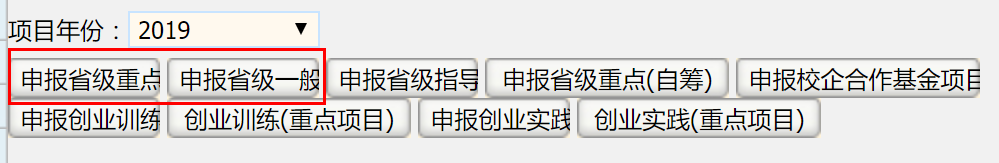 项目年份：2019
申报省级重点 申报省级一般 申报省级指导 申报省级重点(自筹) 申报校企合作基金项目
申报创业训练 创业训练(重点项目) 申报创业实践 创业实践(重点项目)